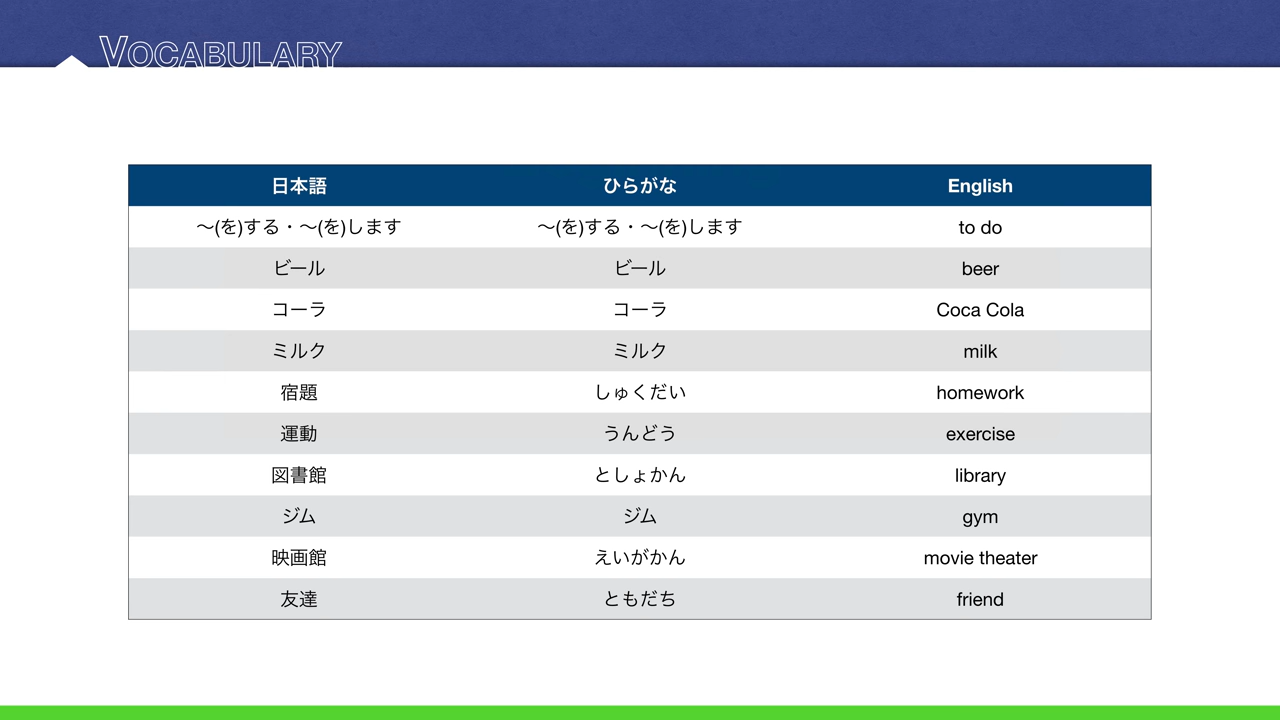 VOCABULARY
日本語 ひらがな English
〜(を)する・〜(を)します 〜(を)する・〜(を)します to do
ビール ビール beer
コーラ コーラ Coca Cola
ミルク ミルク milk
宿題 しゅくだい homework
運動 うんどう exercise
図書館 としょかん library
ジム ジム gym
映画館 えいがかん movie theater
友達 ともだち friend